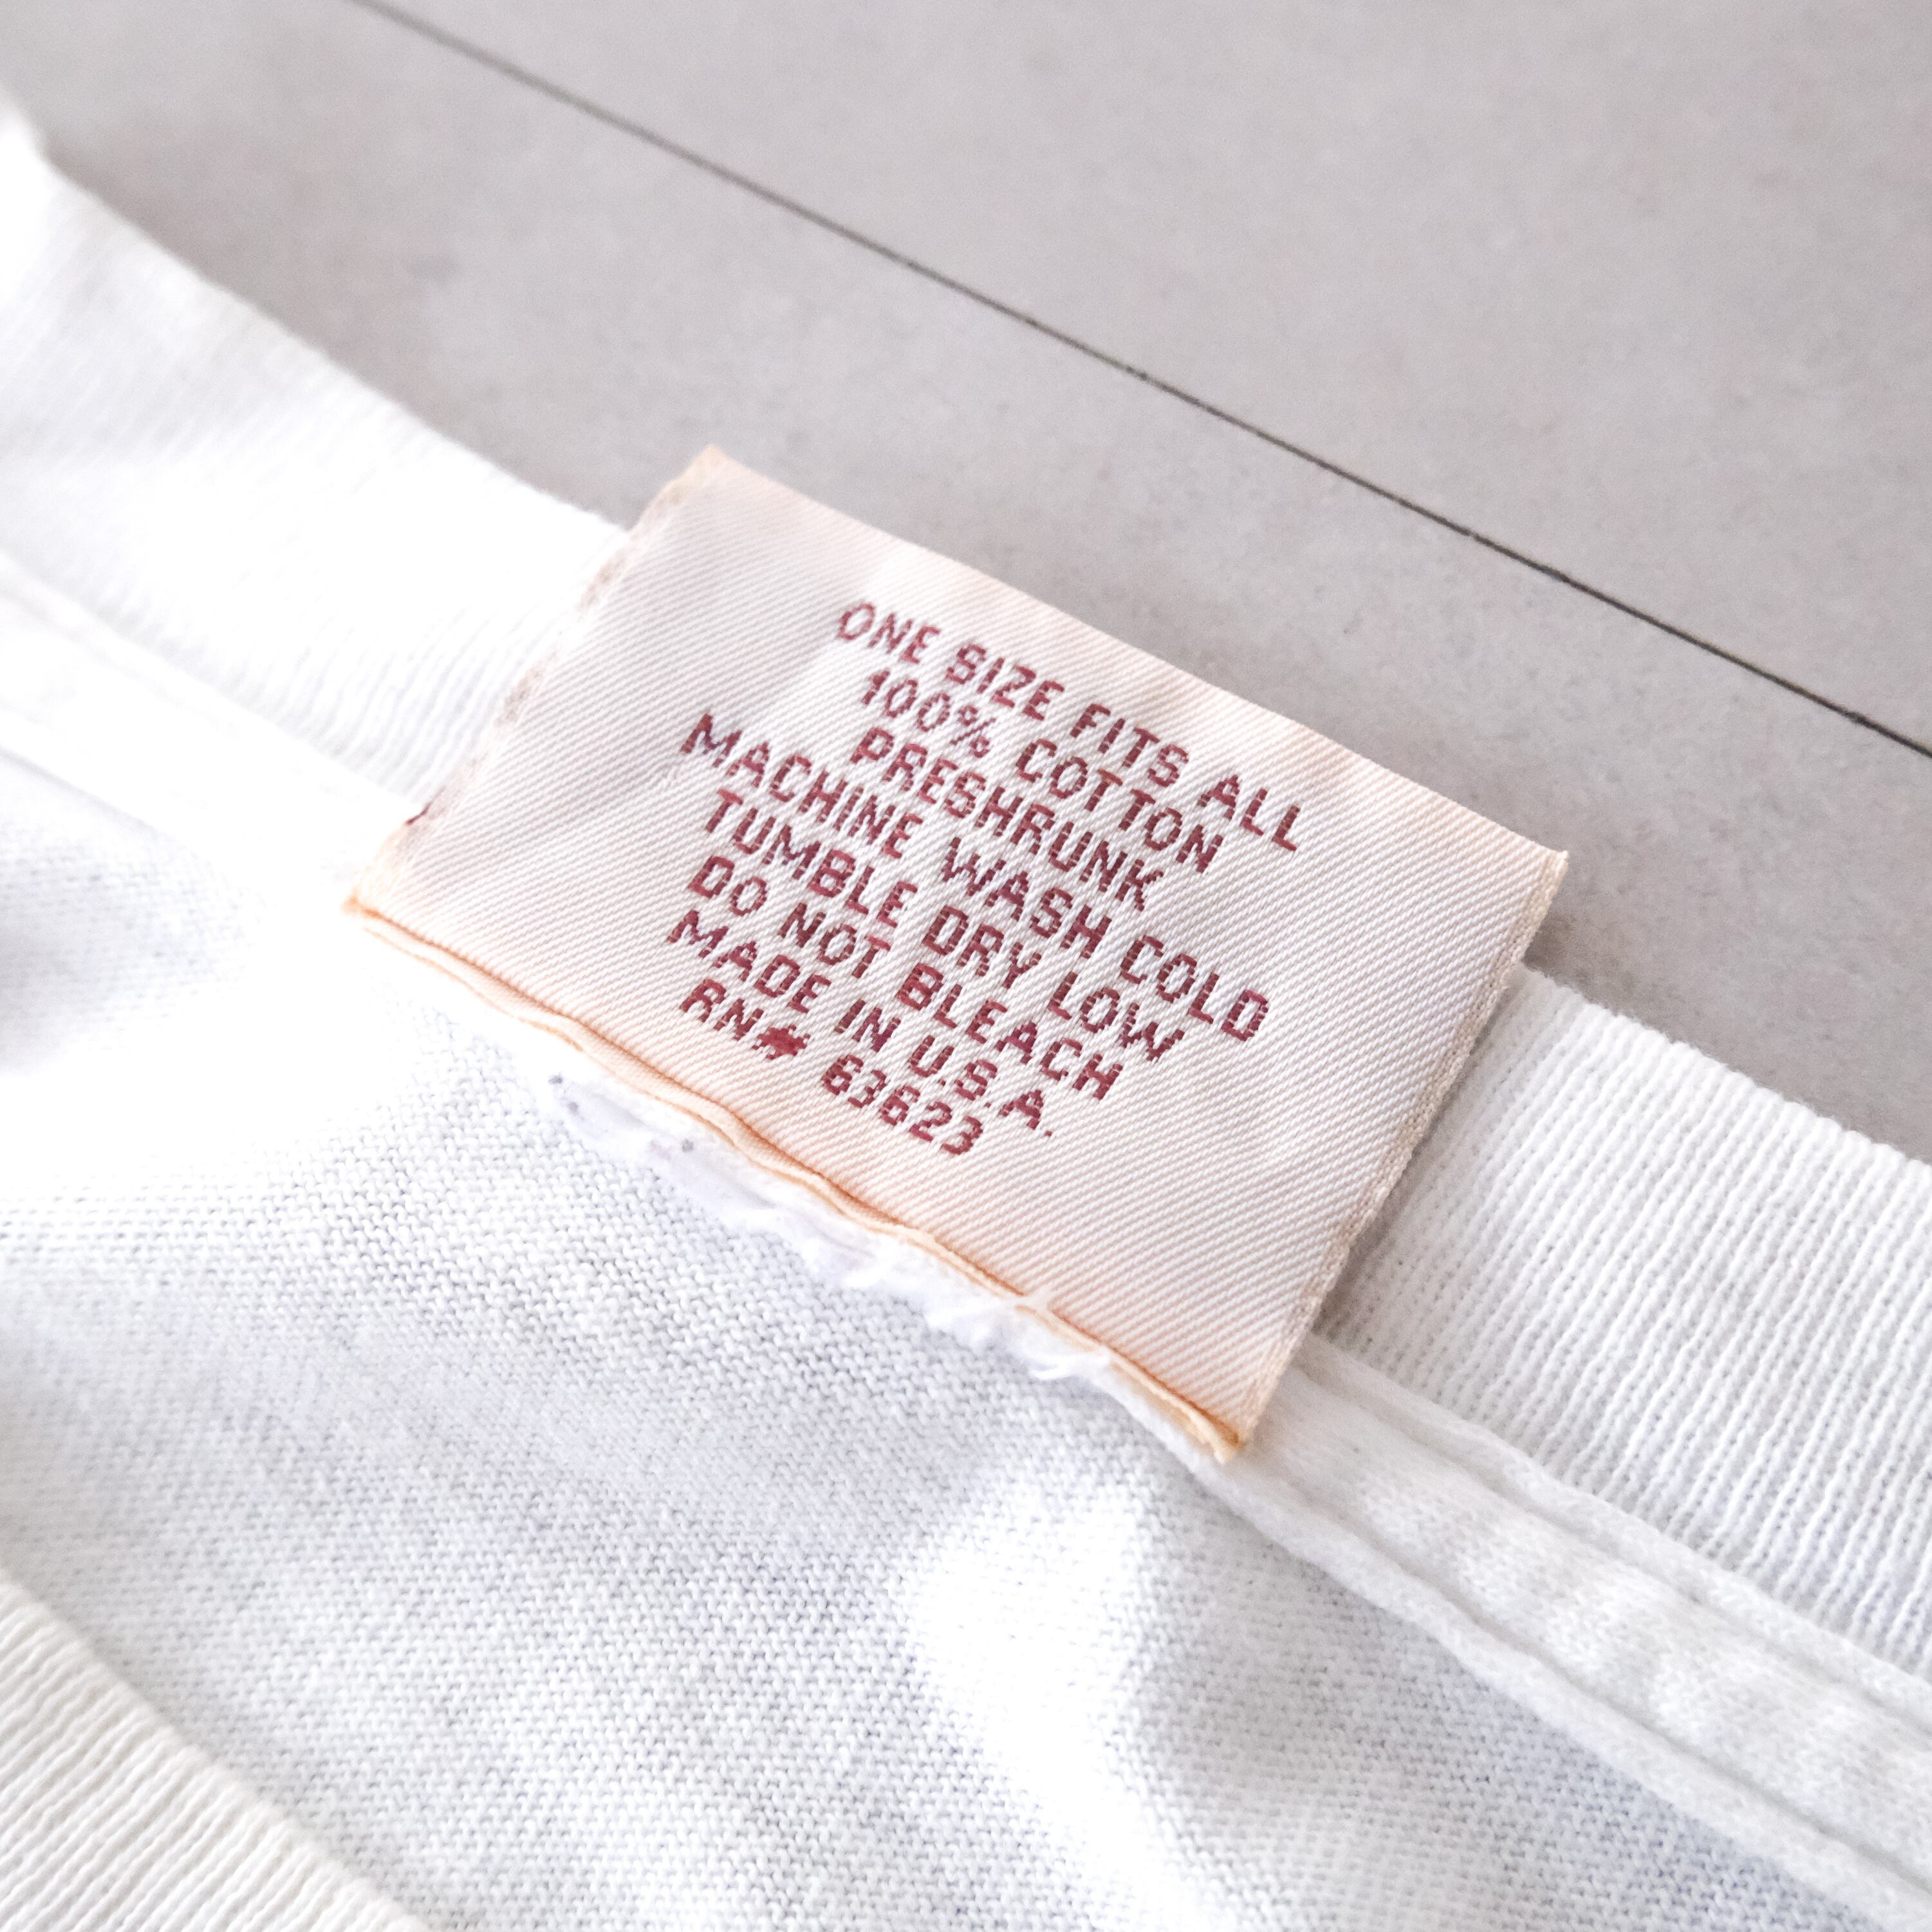 ONE SIZE FITS ALL
100% COTTON
PRESHRUNK
MACHINE WASH COLD
TUMBLE DRY LOW
DO NOT BLEACH
MADE IN U.S.A.
RN# 63623